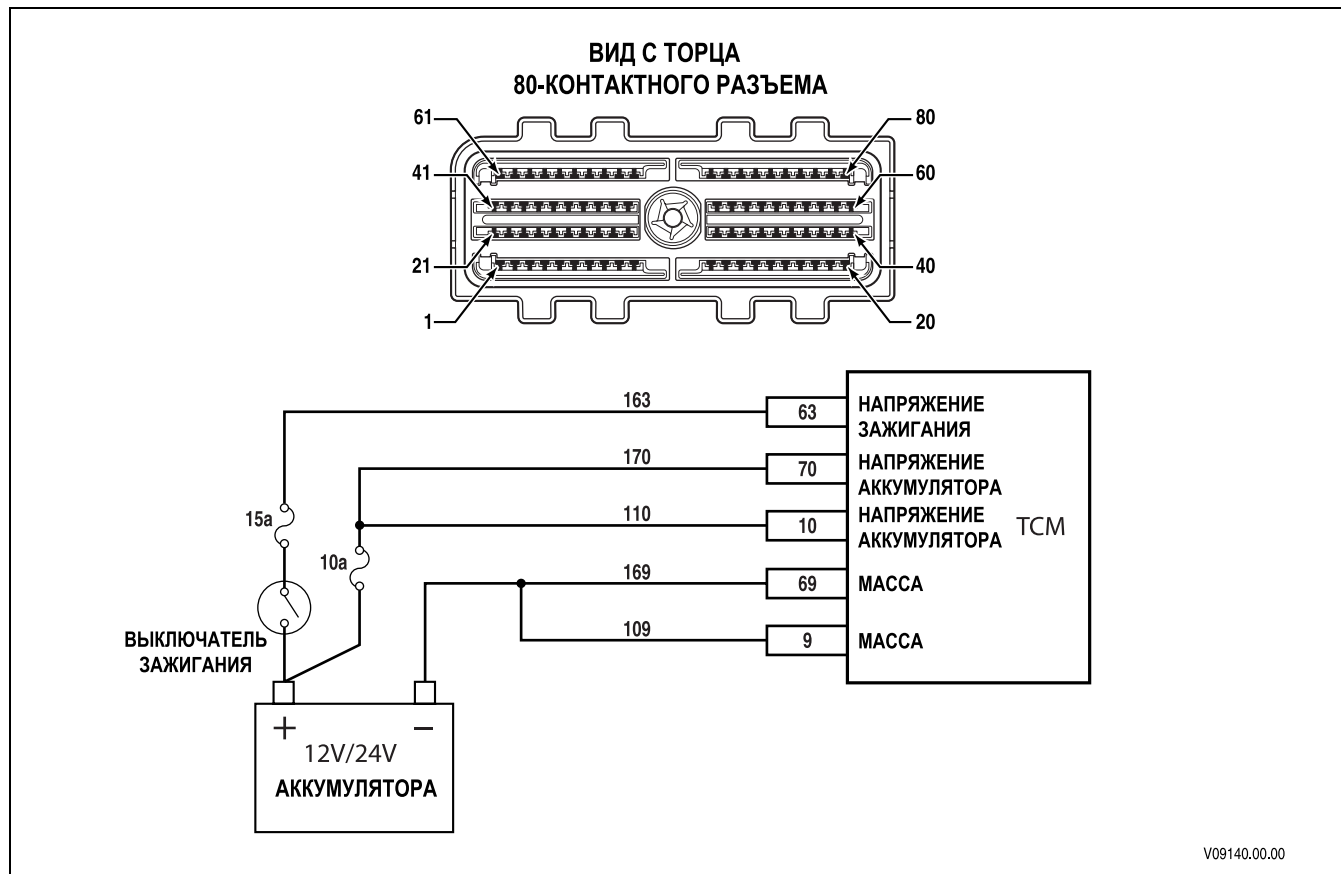 ВИД С ТОРЦА
80-КОНТАКТНОГО РАЗЪЕМА
61
80
41
60
21
40
1
20
163
63
НАПРЯЖЕНИЕ
ЗАЖИГАНИЯ
170
70
НАПРЯЖЕНИЕ
АККУМУЛЯТОРА
110
10
НАПРЯЖЕНИЕ
АККУМУЛЯТОРА
TCM
15a
10a
169
69
МАССА
109
9
МАССА
ВЫКЛЮЧАТЕЛЬ
ЗАЖИГАНИЯ
+
−
12V/24V
АККУМУЛЯТОРА
V09140.00.00